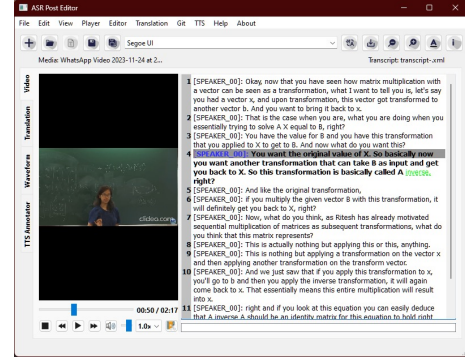 ASR Post Editor
File Edit View Player Editor Translation Git TTS Help About
Segoe UI
Media: WhatsApp Video 2023-11-24 at 2...
Transcript: transcript-.xml
Video
Translation
Waveform
TTS Annotator
clideo.com
00:50 / 02:17
1.0x
1 [SPEAKER_00]: Okay, now that you have seen how matrix multiplication with
a vector can be seen as a transformation, what I want to tell you is, let's say
you had a vector x, and upon transformation, this vector got transformed to
another vector b. And you want to bring it back to x.
2 [SPEAKER_00]: That is the case when you are, what you are doing when you
essentially trying to solve A X equal to B, right?
3 [SPEAKER_00]: You have the value for B and you have this transformation
that you applied to X to get to B. And now what do you want this?
4 [SPEAKER_00]: You want the original value of X. So basically now
you want another transformation that can take B as input and get
you back to X. So this transformation is basically called A inverse,
right?
5 [SPEAKER_00]: And like the original transformation,
6 [SPEAKER_00]: if you multiply the given vector B with this transformation, it
will definitely get you back to X, right?
7 [SPEAKER_00]: Now, what do you think, as Ritesh has already motivated
sequential multiplication of matrices as subsequent transformations, what do
you think that this matrix represents?
8 [SPEAKER_00]: This is actually nothing but applying this or this, anything.
9 [SPEAKER_00]: This is nothing but applying a transformation on the vector x
and then applying another transformation on the transform vector.
10 [SPEAKER_00]: And we just saw that if you apply this transformation to x,
you'll go to b and then you apply the inverse transformation, it will again
come back to x. That essentially means this entire multiplication will result
into x.
11 [SPEAKER_00]: right and if you look at this equation you can easily deduce
that A inverse A should be an identity matrix for this equation to hold right